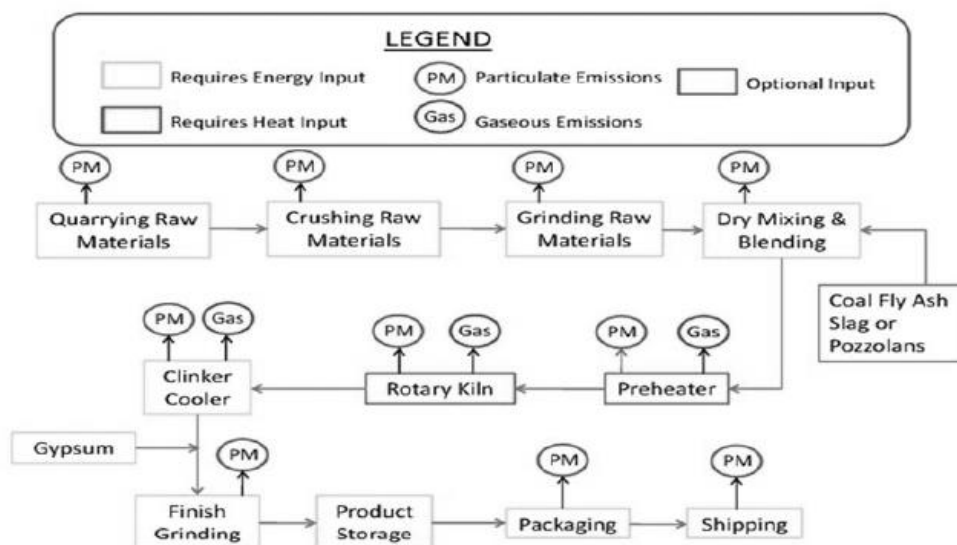 LEGEND
Requires Energy Input
PM
Particulate Emissions
Optional Input
Requires Heat Input
Gas
Gaseous Emissions
PM
PM
PM
PM
Quarrying Raw
Materials
Crushing Raw
Materials
Grinding Raw
Materials
Dry Mixing &
Blending
Coal Fly Ash
Slag or
Pozzolans
PM
Gas
PM
Gas
PM
Gas
Clinker
Cooler
Rotary Kiln
Preheater
Gypsum
PM
PM
PM
Finish
Grinding
Product
Storage
Packaging
Shipping